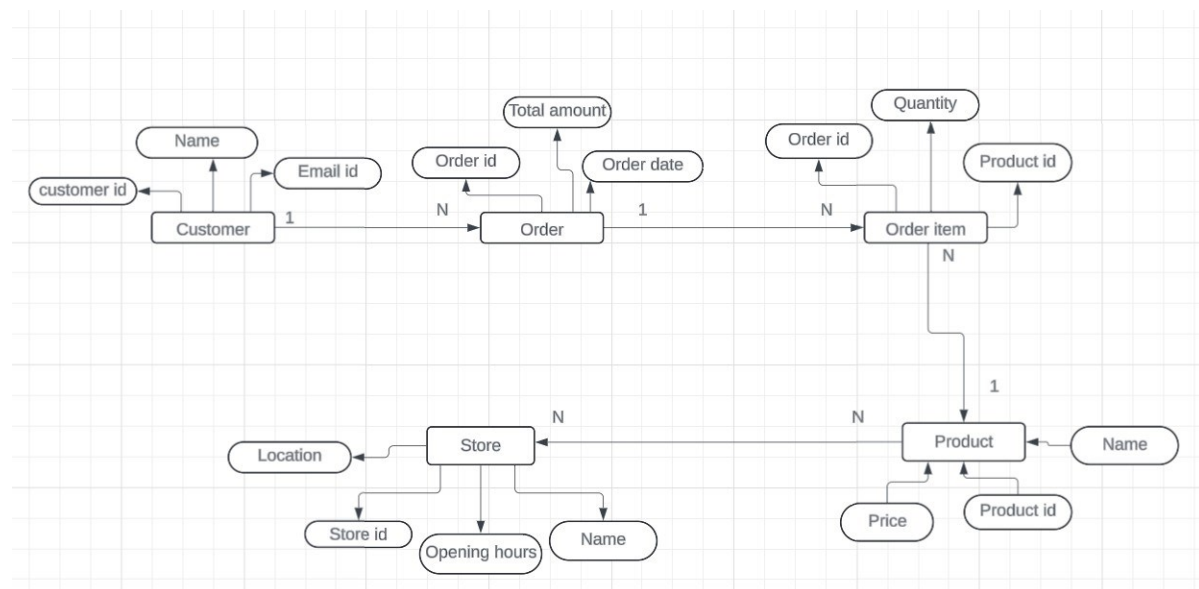 Total amount
Quantity
Name
Order id
Order id
Order date
Product id
Email id
customer id
1
N
1
N
Customer
Order
Order item
N
1
N
N
Store
Product
Name
Location
Price
Product id
Store id
Opening hours
Name